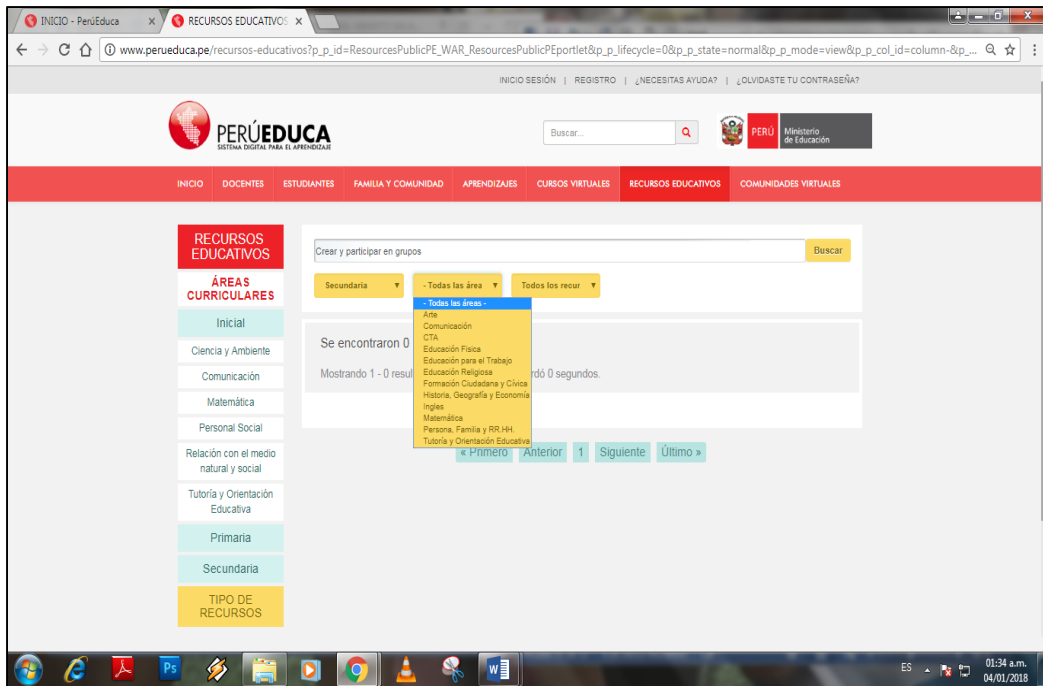 INICIO - PerúEduca
RECURSOS EDUCATIVOS
www.perueduca.pe/recursos-educativos?p_p_id=ResourcesPublicPE_WAR_ResourcesPublicPEportlet&p_p_lifecycle=0&p_p_state=normal&p_p_mode=view&p_p_col_id=column-&p_...
INICIO SESIÓN | REGISTRO | ¿NECESITAS AYUDA? | ¿OLVIDASTE TU CONTRASEÑA?
PERÚEDUCA
SISTEMA DIGITAL PARA EL APRENDIZAJE
Buscar...
PERÚ Ministerio
de Educación
INICIO DOCENTES ESTUDIANTES FAMILIA Y COMUNIDAD APRENDIZAJES CURSOS VIRTUALES RECURSOS EDUCATIVOS COMUNIDADES VIRTUALES
RECURSOS
EDUCATIVOS
ÁREAS
CURRICULARES
Inicial
Ciencia y Ambiente
Comunicación
Matemática
Personal Social
Relación con el medio
natural y social
Tutoría y Orientación
Educativa
Primaria
Secundaria
TIPO DE
RECURSOS
Crear y participar en grupos
Buscar
Secundaria - Todas las área Todos los recur
- Todas las áreas -
Arte
Comunicación
CTA
Educación Física
Educación para el Trabajo
Educación Religiosa
Formación Ciudadana y Cívica
Historia, Geografía y Economía
Ingles
Matemática
Persona, Familia y RR.HH.
Tutoría y Orientación Educativa
Se encontraron 0
Mostrando 1 - 0 resul
rdó 0 segundos.
« Primero Anterior 1 Siguiente Último »
Ps
ES
01:34 a.m.
04/01/2018